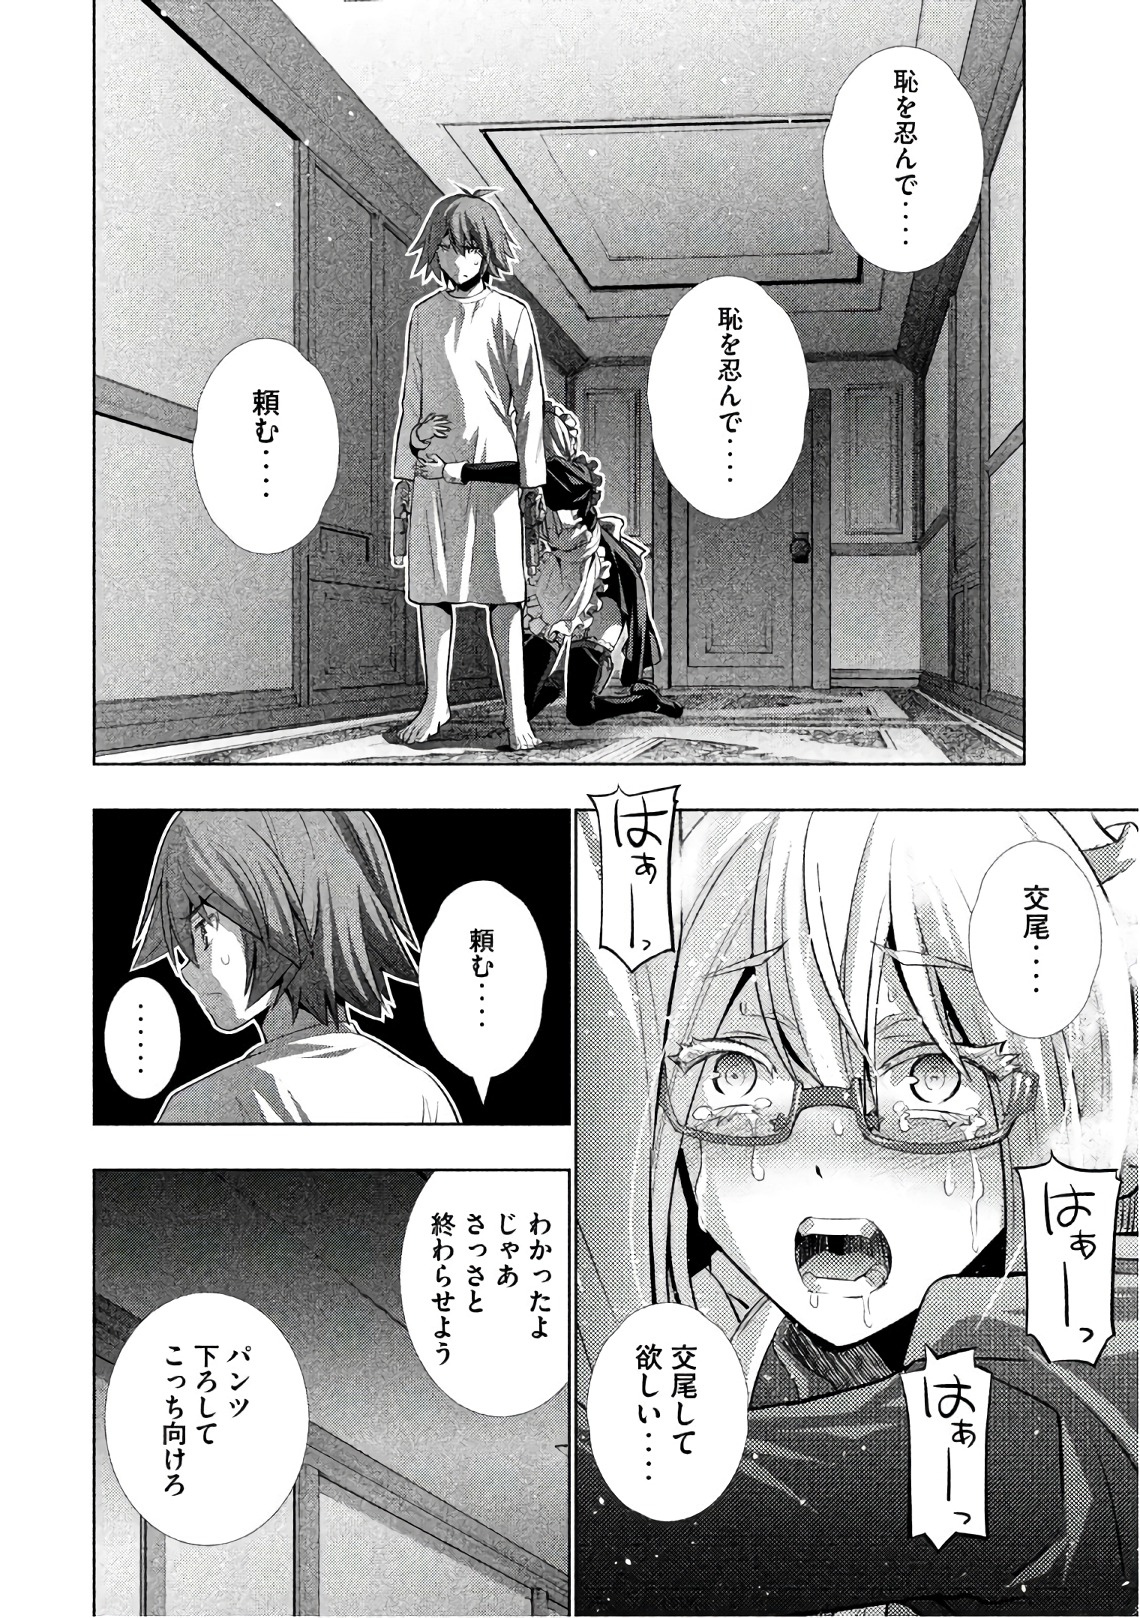 恥を忍んで‥‥
恥を忍んで‥‥
頼む‥‥
交尾‥‥
はぁーっ
はぁーっ
はぁーっ
交尾して
欲しい‥‥
頼む‥‥
‥‥‥
わかったよ
じゃあ
さっさと
終わらせよう
パンツ
下ろして
こっち向けろ